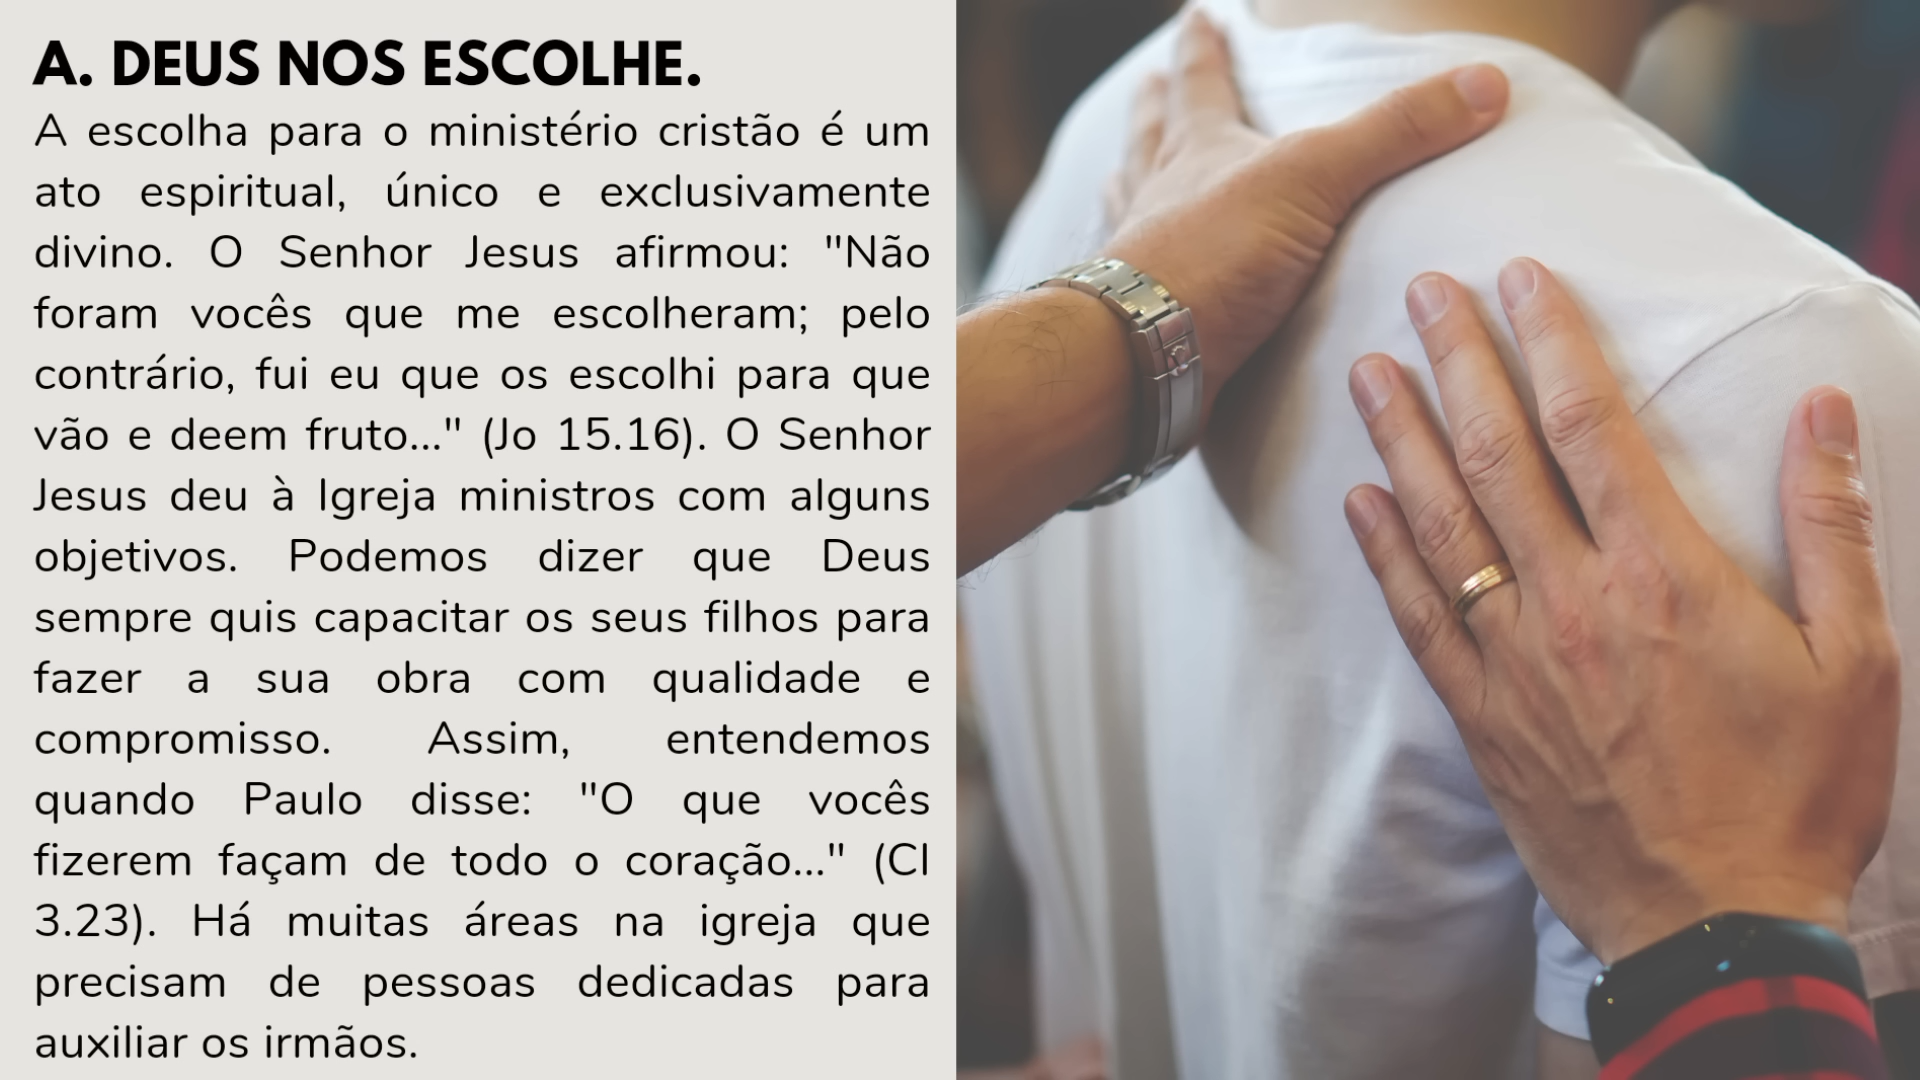 A. DEUS NOS ESCOLHE.
A escolha para o ministério cristão é um
ato espiritual, único e exclusivamente
divino. O Senhor Jesus afirmou: "Não
foram vocês que me escolheram; pelo
contrário, fui eu que os escolhi para que
vão e deem fruto..." (Jo 15.16). O Senhor
Jesus deu à Igreja ministros com alguns
objetivos. Podemos dizer que Deus
sempre quis capacitar os seus filhos para
fazer a sua obra com qualidade e
compromisso. Assim, entendemos
quando Paulo disse: "O que vocês
fizerem façam de todo o coração..." (Cl
3.23). Há muitas áreas na igreja que
precisam de pessoas dedicadas para
auxiliar os irmãos.